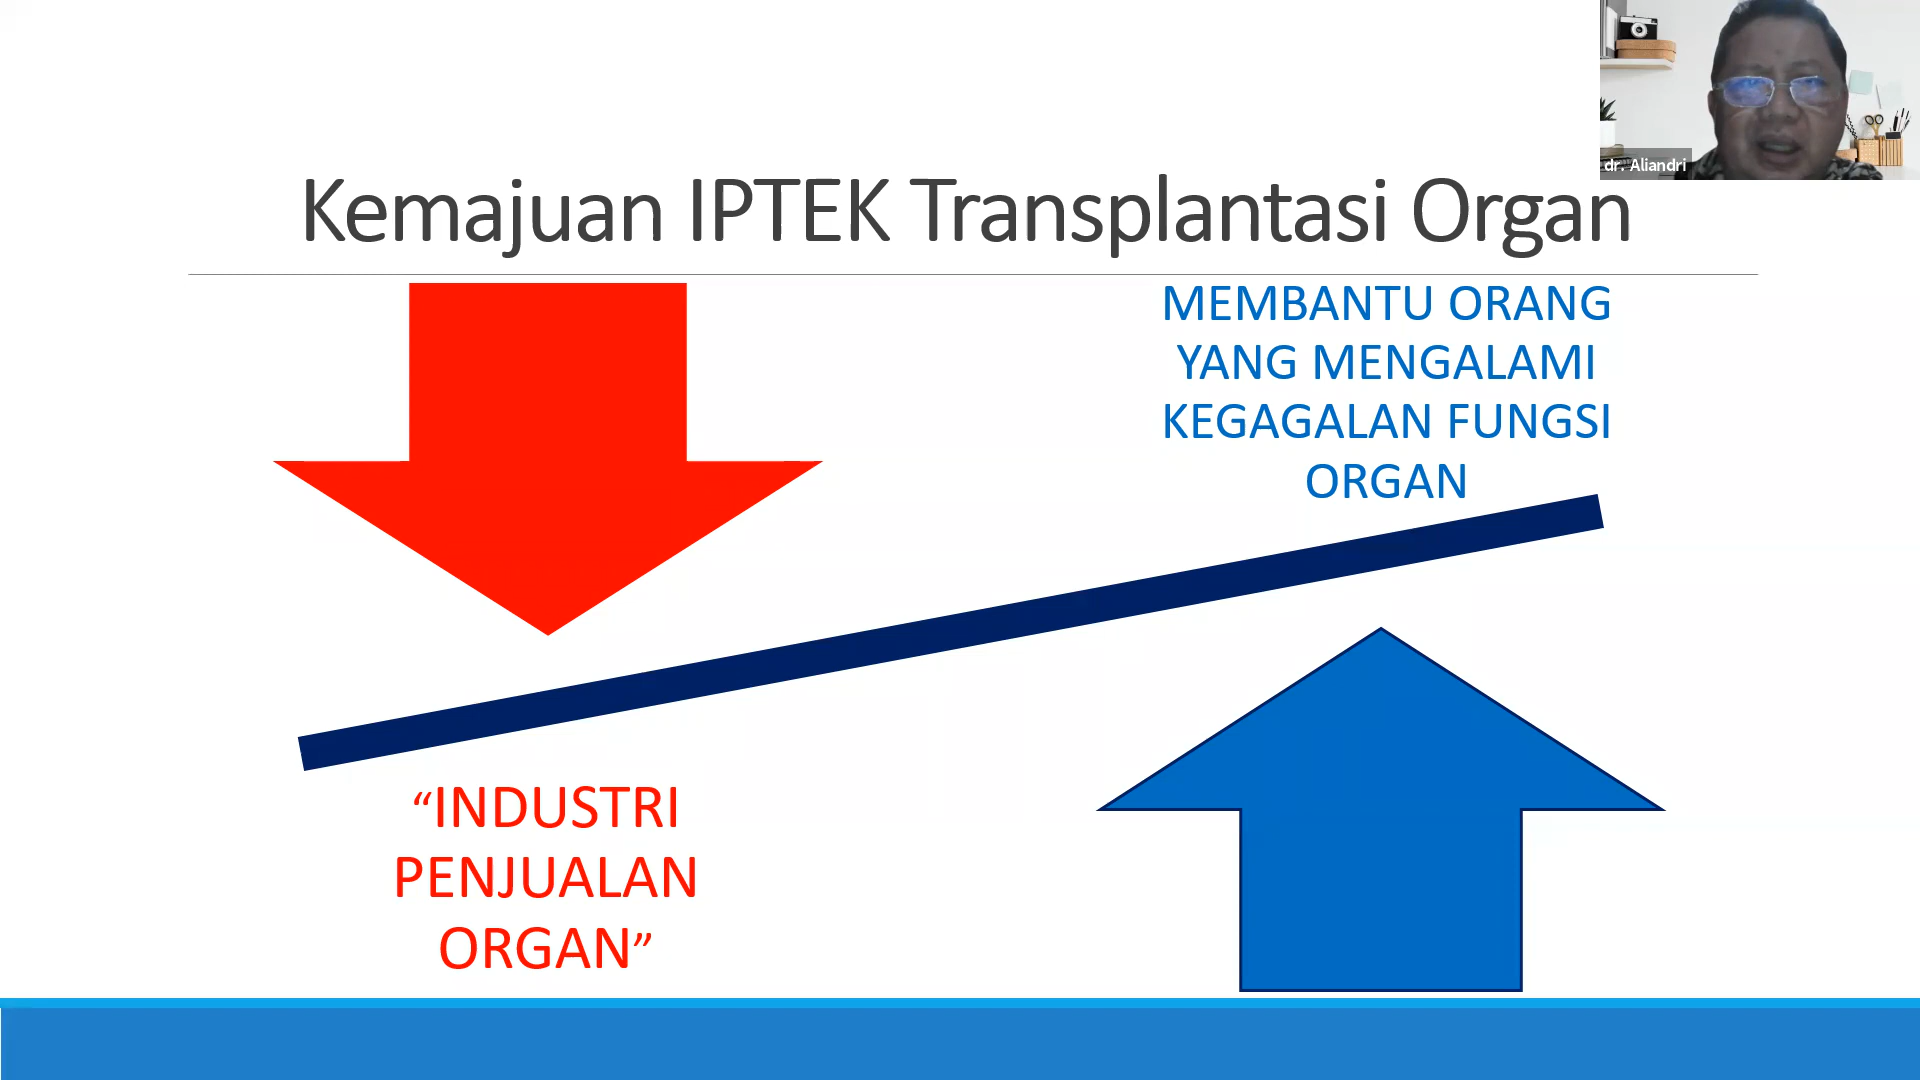 dr. Aliandri
Kemajuan IPTEK Transplantasi Organ
MEMBANTU ORANG
YANG MENGALAMI
KEGAGALAN FUNGSI
ORGAN
“INDUSTRI
PENJUALAN
ORGAN”